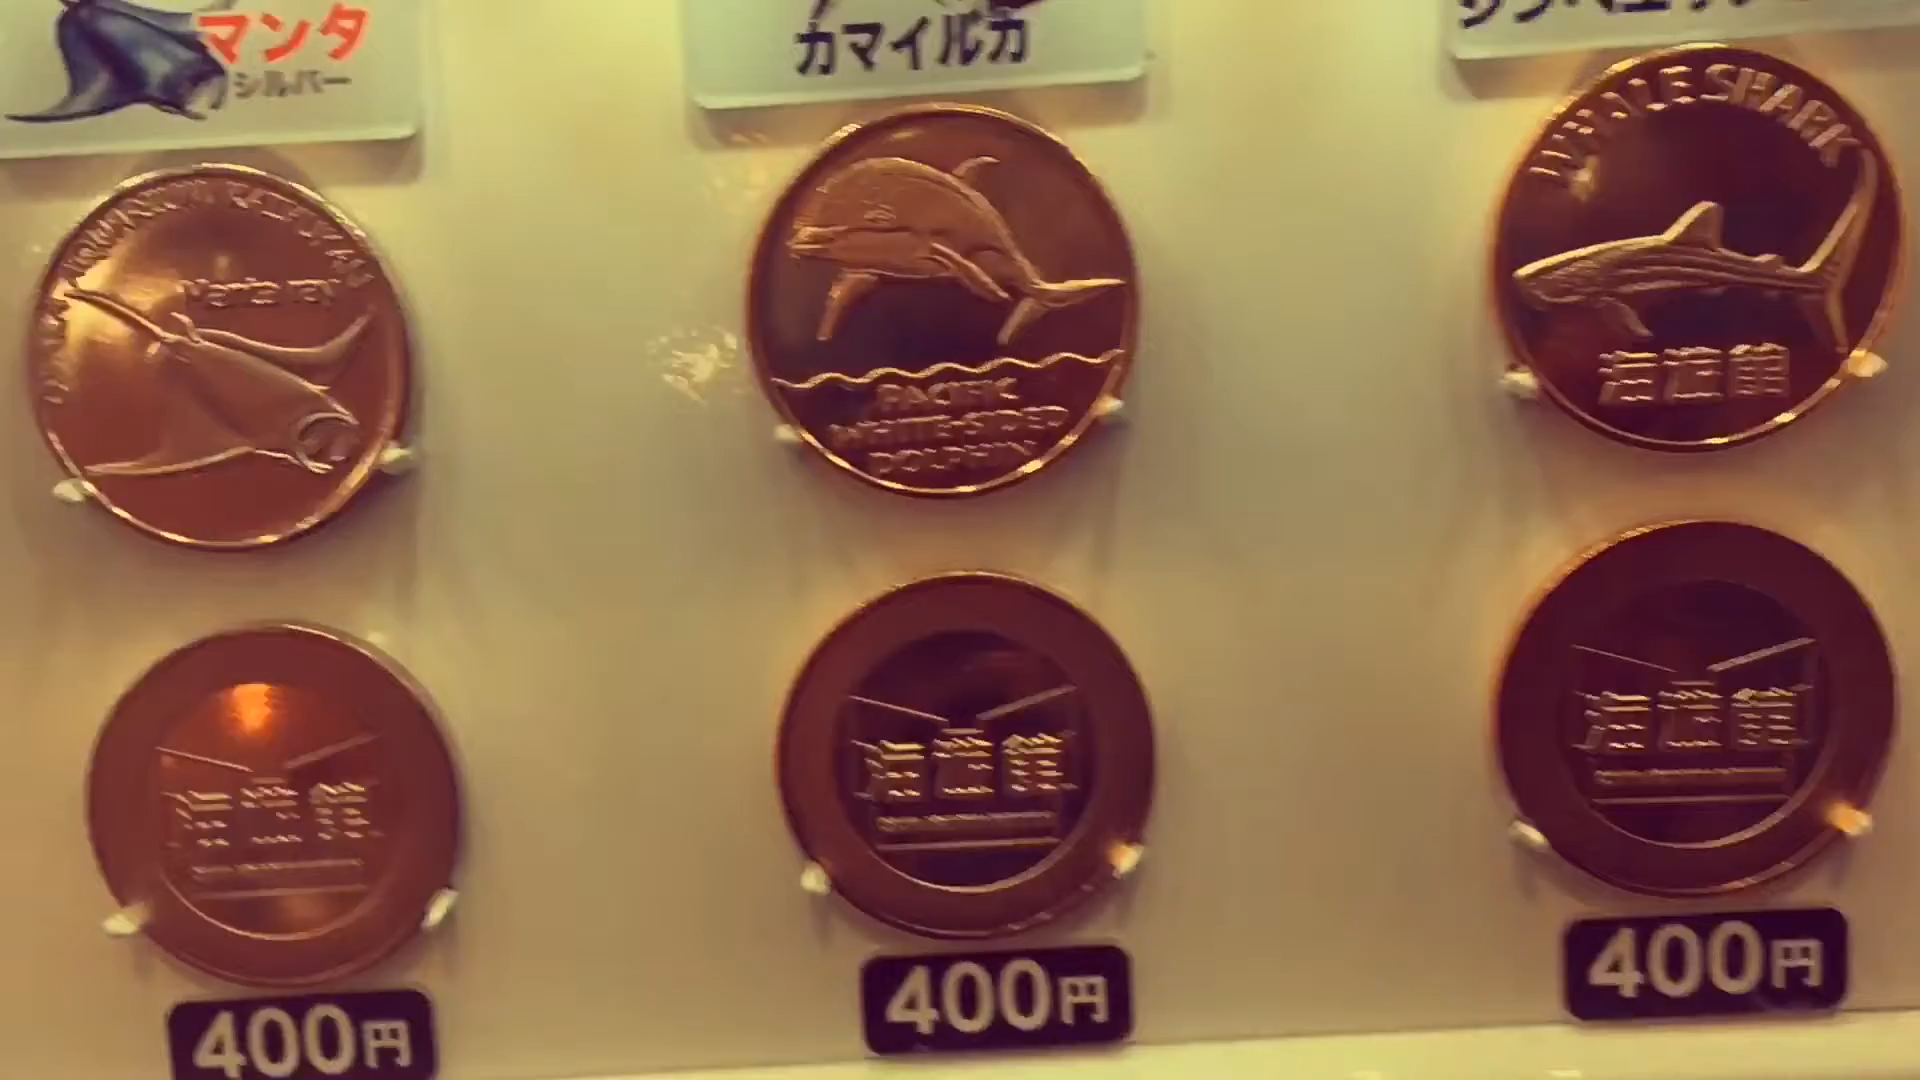 マンタ
シルバー
カマイルカ
AQUARIUM KAIYUKAN
Manta ray
PACIFIC
WHITE-SIDED
DOLPHIN
WHALE SHARK
海遊館
海遊館
海遊館
海遊館
400円
400円
400円